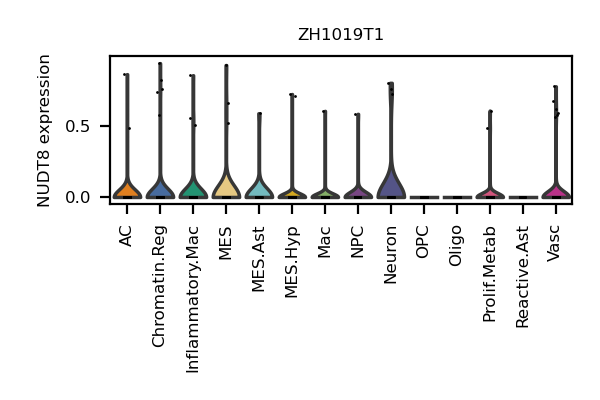 ZH1019T1
NUDT8 expression
0.5
0.0
AC
Chromatin.Reg
Inflammatory.Mac
MES
MES.Ast
MES.Hyp
Mac
NPC
Neuron
OPC
Oligo
Prolif.Metab
Reactive.Ast
Vasc